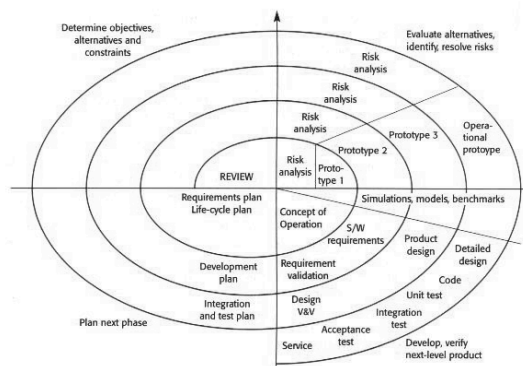 Determine objectives,
alternatives and
constraints
Evaluate alternatives,
identify, resolve risks
Risk
analysis
Risk
analysis
Risk
analysis
Risk
analysis
Proto-
type 1
Prototype 2
Prototype 3
Opera-
tional
protoype
REVIEW
Requirements plan
Life-cycle plan
Simulations, models, benchmarks
Concept of
Operation
S/W
requirements
Product
design
Detailed
design
Development
plan
Requirement
validation
Code
Unit test
Integration
and test plan
Design
V&V
Integration
test
Acceptance
test
Service
Plan next phase
Develop, verify
next-level product